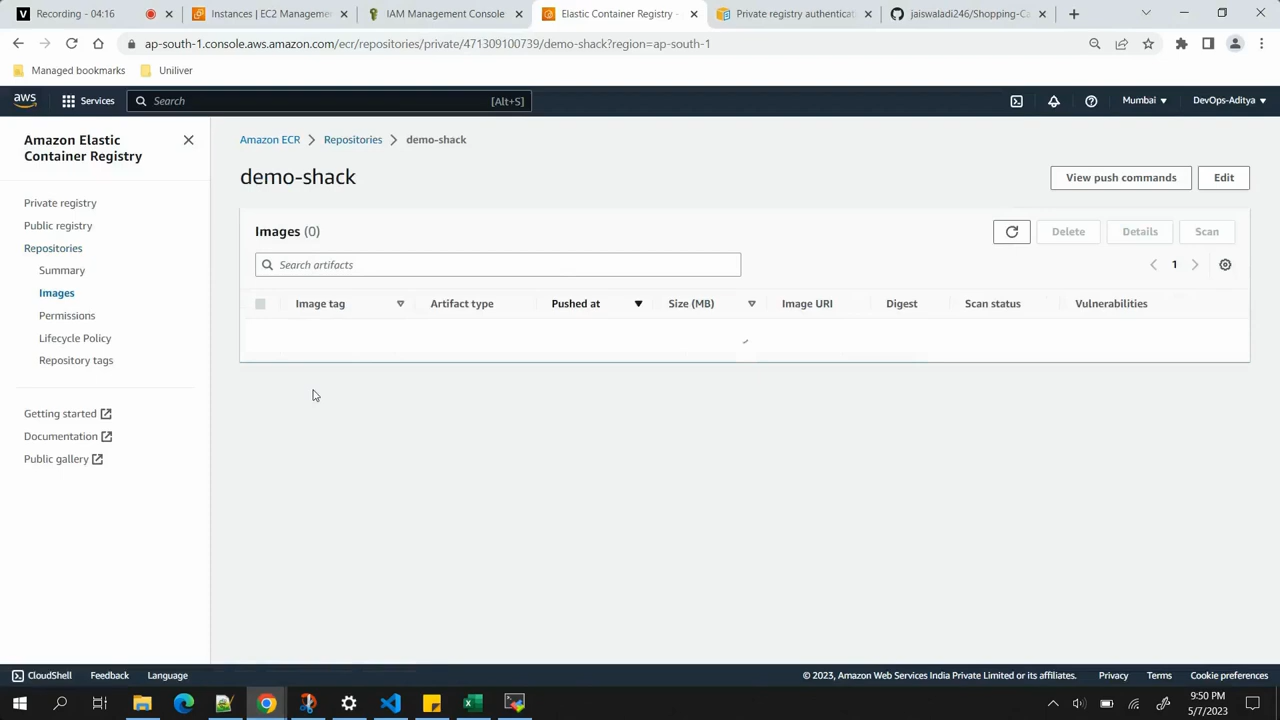 Recording - 04:16
Instances | EC2 Manageme
IAM Management Console
Elastic Container Registry -
Private registry authenticat
jaiswaladi246/Shopping-Ca
ap-south-1.console.aws.amazon.com/ecr/repositories/private/471309100739/demo-shack?region=ap-south-1
Managed bookmarks
Uniliver
aws
Services
Search
[Alt+S]
Mumbai
DevOps-Aditya
Amazon Elastic
Container Registry
Private registry
Public registry
Repositories
Summary
Images
Permissions
Lifecycle Policy
Repository tags
Getting started
Documentation
Public gallery
Amazon ECR
Repositories
demo-shack
demo-shack
View push commands
Edit
Images (0)
Delete
Details
Scan
Search artifacts
1
Image tag
Artifact type
Pushed at
Size (MB)
Image URI
Digest
Scan status
Vulnerabilities
CloudShell
Feedback
Language
© 2023, Amazon Web Services India Private Limited or its affiliates.
Privacy
Terms
Cookie preferences
9:50 PM
5/7/2023